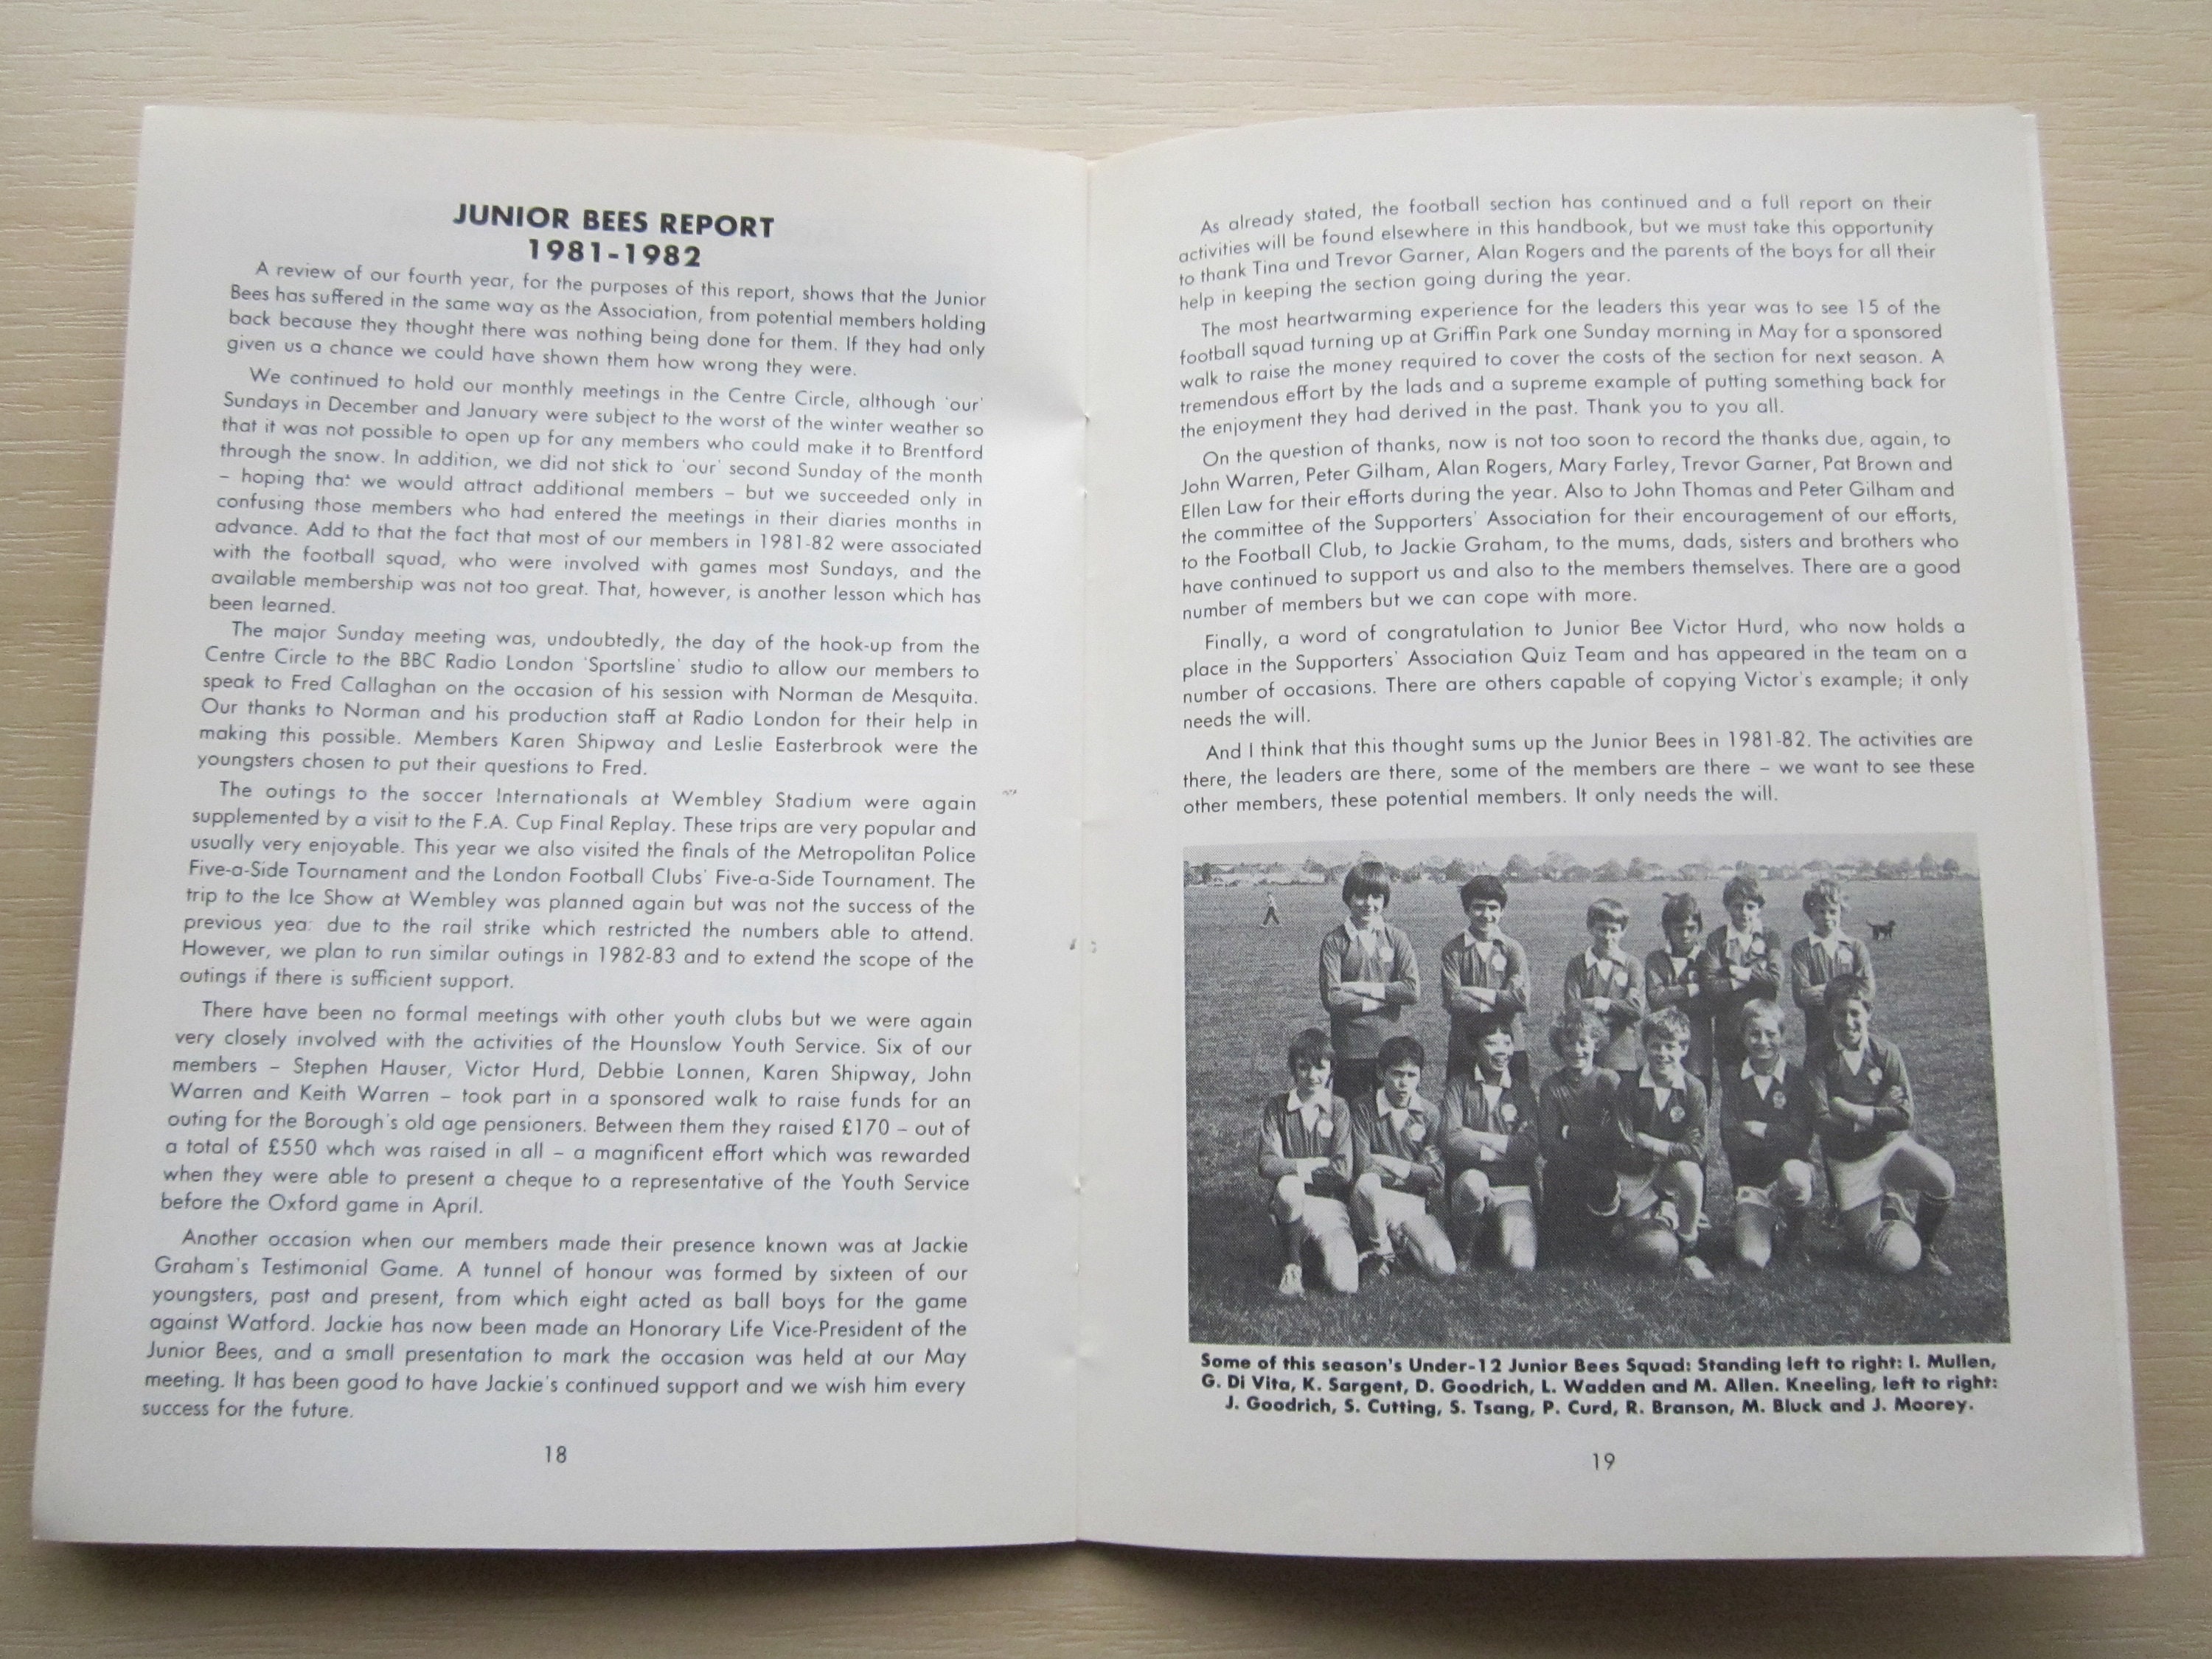 JUNIOR BEES REPORT
1981-1982
A review of our fourth year, for the purposes of this report, shows that the Junior
Bees has suffered in the same way as the Association, from potential members holding
back because they thought there was nothing being done for them. If they had only
given us a chance we could have shown them how wrong they were.
We continued to hold our monthly meetings in the Centre Circle, although 'our'
Sundays in December and January were subject to the worst of the winter weather so
that it was not possible to open up for any members who could make it to Brentford
through the snow. In addition, we did not stick to 'our' second Sunday of the month
– hoping that we would attract additional members – but we succeeded only in
confusing those members who had entered the meetings in their diaries months in
advance. Add to that the fact that most of our members in 1981-82 were associated
with the football squad, who were involved with games most Sundays, and the
available membership was not too great. That, however, is another lesson which has
been learned.
The major Sunday meeting was, undoubtedly, the day of the hook-up from the
Centre Circle to the BBC Radio London 'Sportsline' studio to allow our members to
speak to Fred Callaghan on the occasion of his session with Norman de Mesquita.
Our thanks to Norman and his production staff at Radio London for their help in
making this possible. Members Karen Shipway and Leslie Easterbrook were the
youngsters chosen to put their questions to Fred.
The outings to the soccer Internationals at Wembley Stadium were again
supplemented by a visit to the F.A. Cup Final Replay. These trips are very popular and
usually very enjoyable. This year we also visited the finals of the Metropolitan Police
Five-a-Side Tournament and the London Football Clubs' Five-a-Side Tournament. The
trip to the Ice Show at Wembley was planned again but was not the success of the
previous year due to the rail strike which restricted the numbers able to attend.
However, we plan to run similar outings in 1982-83 and to extend the scope of the
outings if there is sufficient support.
There have been no formal meetings with other youth clubs but we were again
very closely involved with the activities of the Hounslow Youth Service. Six of our
members – Stephen Hauser, Victor Hurd, Debbie Lonnen, Karen Shipway, John
Warren and Keith Warren – took part in a sponsored walk to raise funds for an
outing for the Borough's old age pensioners. Between them they raised £170 – out of
a total of £550 whch was raised in all – a magnificent effort which was rewarded
when they were able to present a cheque to a representative of the Youth Service
before the Oxford game in April.
Another occasion when our members made their presence known was at Jackie
Graham's Testimonial Game. A tunnel of honour was formed by sixteen of our
youngsters, past and present, from which eight acted as ball boys for the game
against Watford. Jackie has now been made an Honorary Life Vice-President of the
Junior Bees, and a small presentation to mark the occasion was held at our May
meeting. It has been good to have Jackie's continued support and we wish him every
success for the future.
18
As already stated, the football section has continued and a full report on their
activities will be found elsewhere in this handbook, but we must take this opportunity
to thank Tina and Trevor Garner, Alan Rogers and the parents of the boys for all their
help in keeping the section going during the year.
The most heartwarming experience for the leaders this year was to see 15 of the
football squad turning up at Griffin Park one Sunday morning in May for a sponsored
walk to raise the money required to cover the costs of the section for next season. A
tremendous effort by the lads and a supreme example of putting something back for
the enjoyment they had derived in the past. Thank you to you all.
On the question of thanks, now is not too soon to record the thanks due, again, to
John Warren, Peter Gilham, Alan Rogers, Mary Farley, Trevor Garner, Pat Brown and
Ellen Law for their efforts during the year. Also to John Thomas and Peter Gilham and
the committee of the Supporters' Association for their encouragement of our efforts,
to the Football Club, to Jackie Graham, to the mums, dads, sisters and brothers who
have continued to support us and also to the members themselves. There are a good
number of members but we can cope with more.
Finally, a word of congratulation to Junior Bee Victor Hurd, who now holds a
place in the Supporters' Association Quiz Team and has appeared in the team on a
number of occasions. There are others capable of copying Victor's example; it only
needs the will.
And I think that this thought sums up the Junior Bees in 1981-82. The activities are
there, the leaders are there, some of the members are there – we want to see these
other members, these potential members. It only needs the will.
Some of this season's Under-12 Junior Bees Squad: Standing left to right: I. Mullen,
G. Di Vita, K. Sargent, D. Goodrich, L. Wadden and M. Allen. Kneeling, left to right:
J. Goodrich, S. Cutting, S. Tsang, P. Curd, R. Branson, M. Bluck and J. Moorey.
19